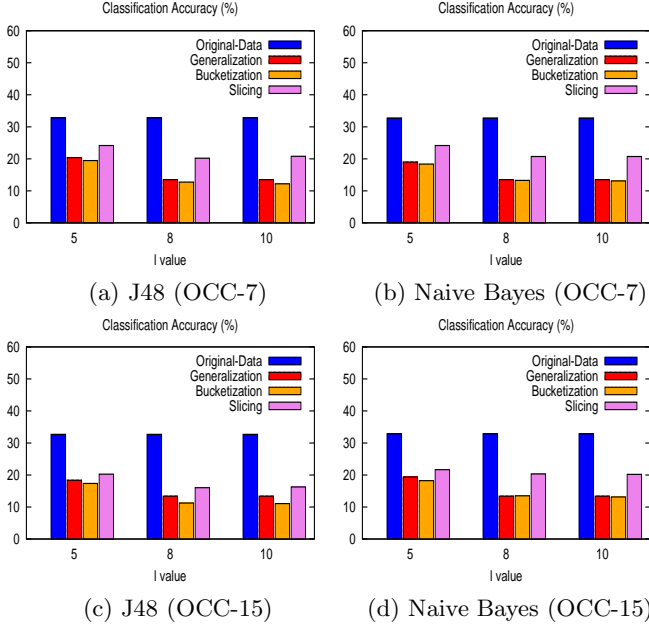 Classification Accuracy (%)
60
50
40
30
20
10
0
Original-Data
Generalization
Bucketization
Slicing
5 8 10
l value
(a) J48 (OCC-7)
Classification Accuracy (%)
60
50
40
30
20
10
0
Original-Data
Generalization
Bucketization
Slicing
5 8 10
l value
(b) Naive Bayes (OCC-7)
Classification Accuracy (%)
60
50
40
30
20
10
0
Original-Data
Generalization
Bucketization
Slicing
5 8 10
l value
(c) J48 (OCC-15)
Classification Accuracy (%)
60
50
40
30
20
10
0
Original-Data
Generalization
Bucketization
Slicing
5 8 10
l value
(d) Naive Bayes (OCC-15)